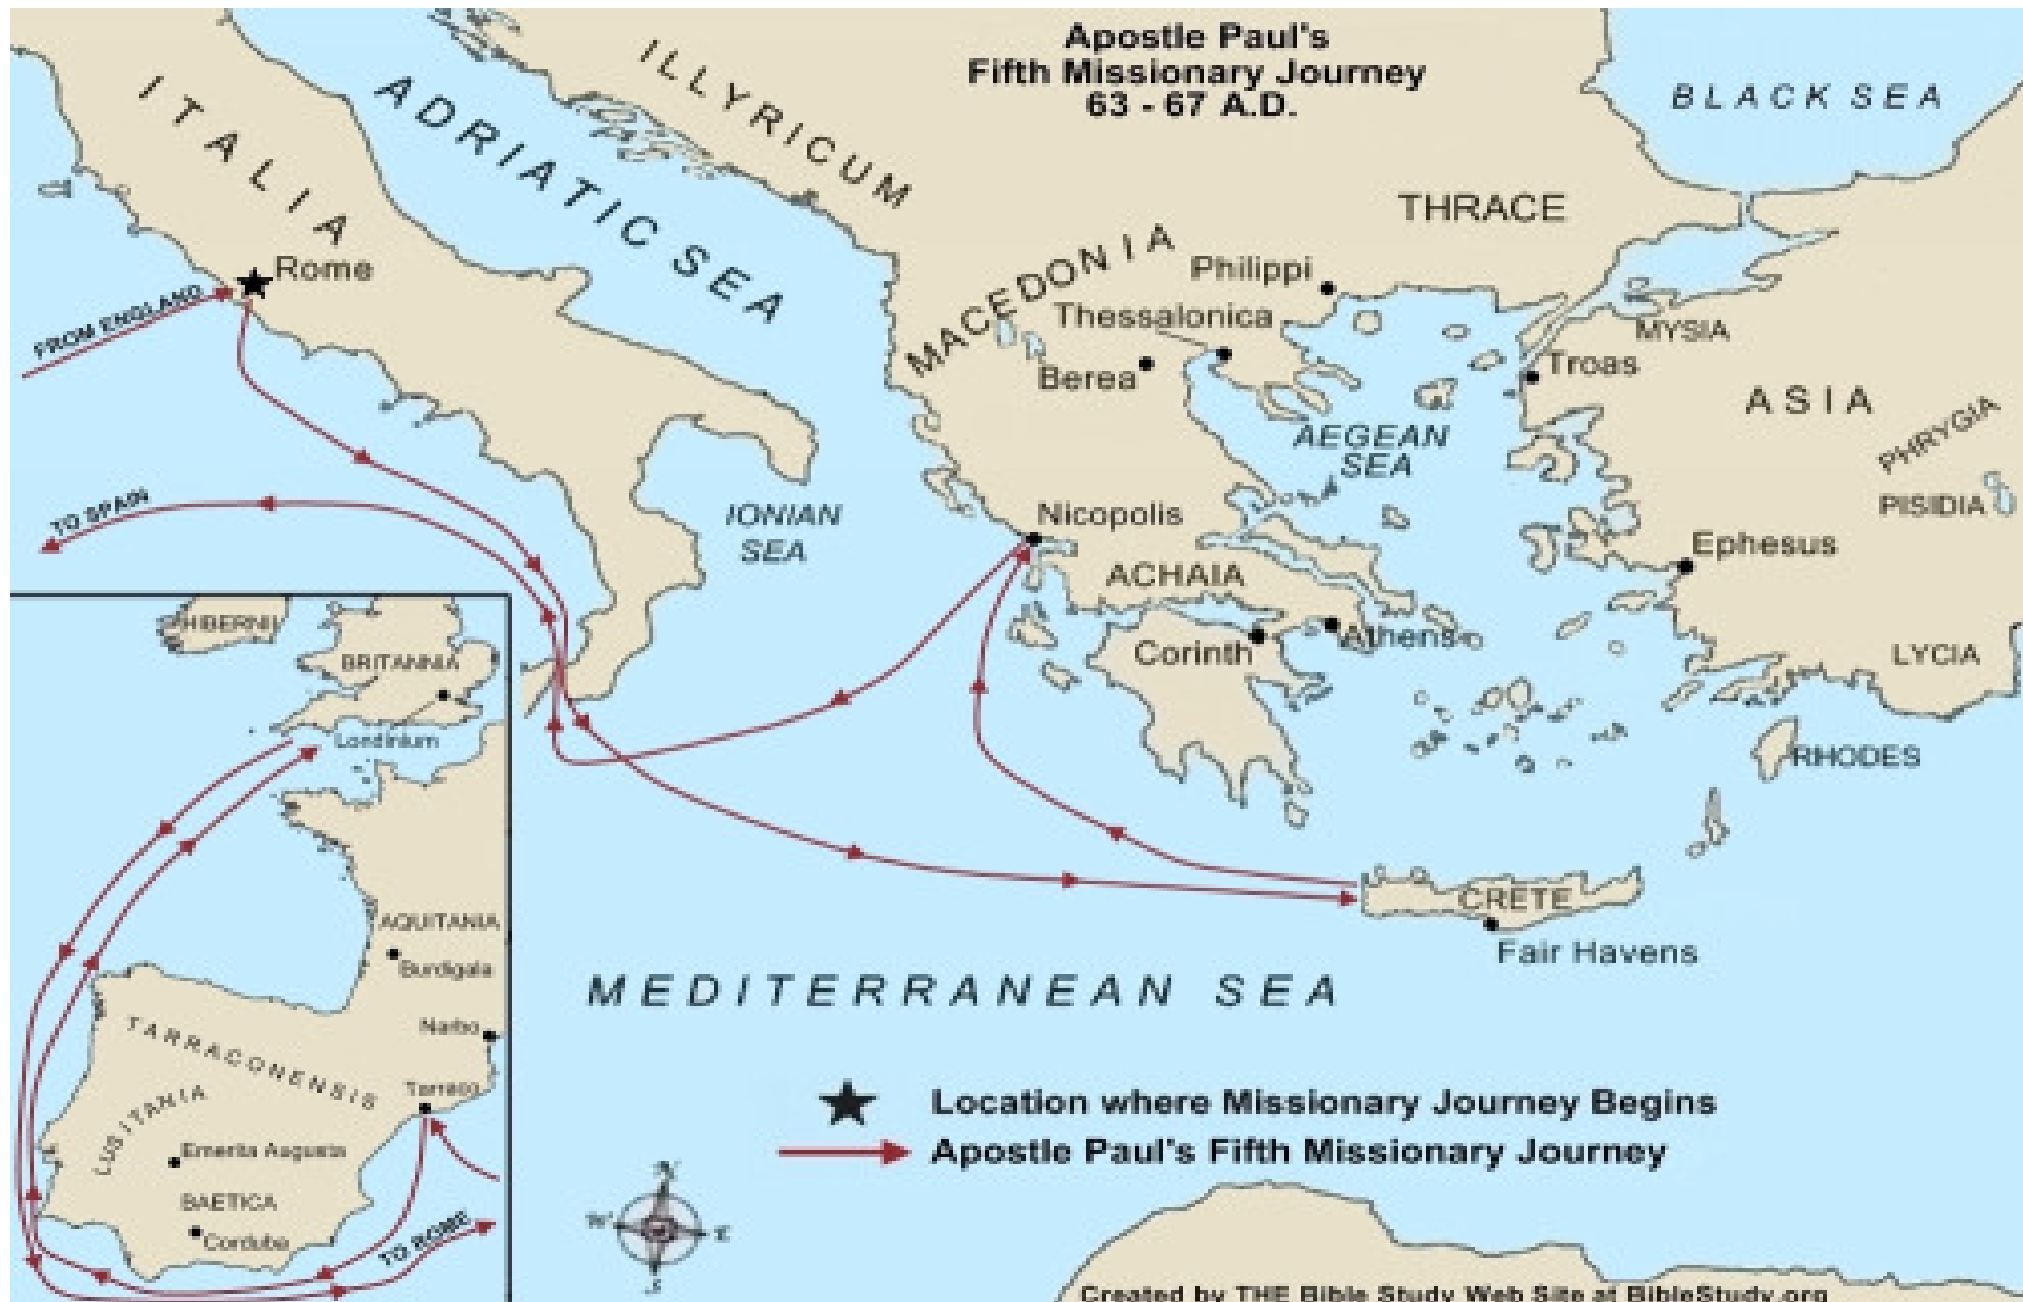 Apostle Paul's
Fifth Missionary Journey
63 - 67 A.D.
ITALIA
ADRIATIC SEA
ILLYRICUM
BLACK SEA
THRACE
MACEDONIA
Philippi
Rome
Thessalonica
FROM ENGLAND
MYSIA
Berea
Troas
ASIA
PHRYGIA
AEGEAN
SEA
TO SPAIN
IONIAN
SEA
Nicopolis
PISIDIA
Ephesus
ACHAIA
Corinth
Athens
LYCIA
RHODES
CRETE
Fair Havens
MEDITERRANEAN SEA
BRITANNIA
Londinium
AQUITANIA
Burdigala
Narbo
TARRACONENSIS
LUSITANIA
Emerita Augusta
BAETICA
Corduba
TO ROME
Location where Missionary Journey Begins
Apostle Paul's Fifth Missionary Journey
N
W
E
S
Created by THE Bible Study Web Site at BibleStudy.org